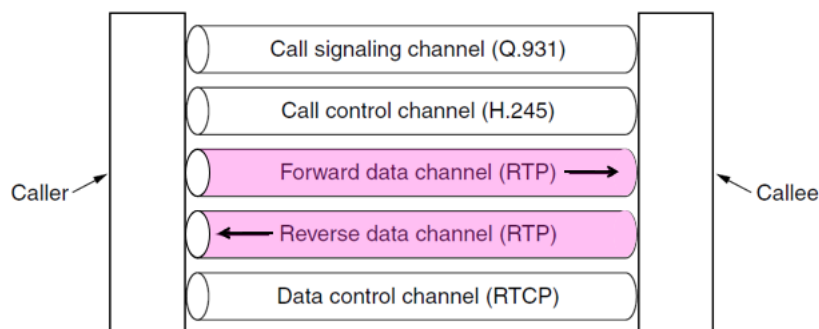 Call signaling channel (Q.931)
Call control channel (H.245)
Forward data channel (RTP)
Caller
Callee
Reverse data channel (RTP)
Data control channel (RTCP)